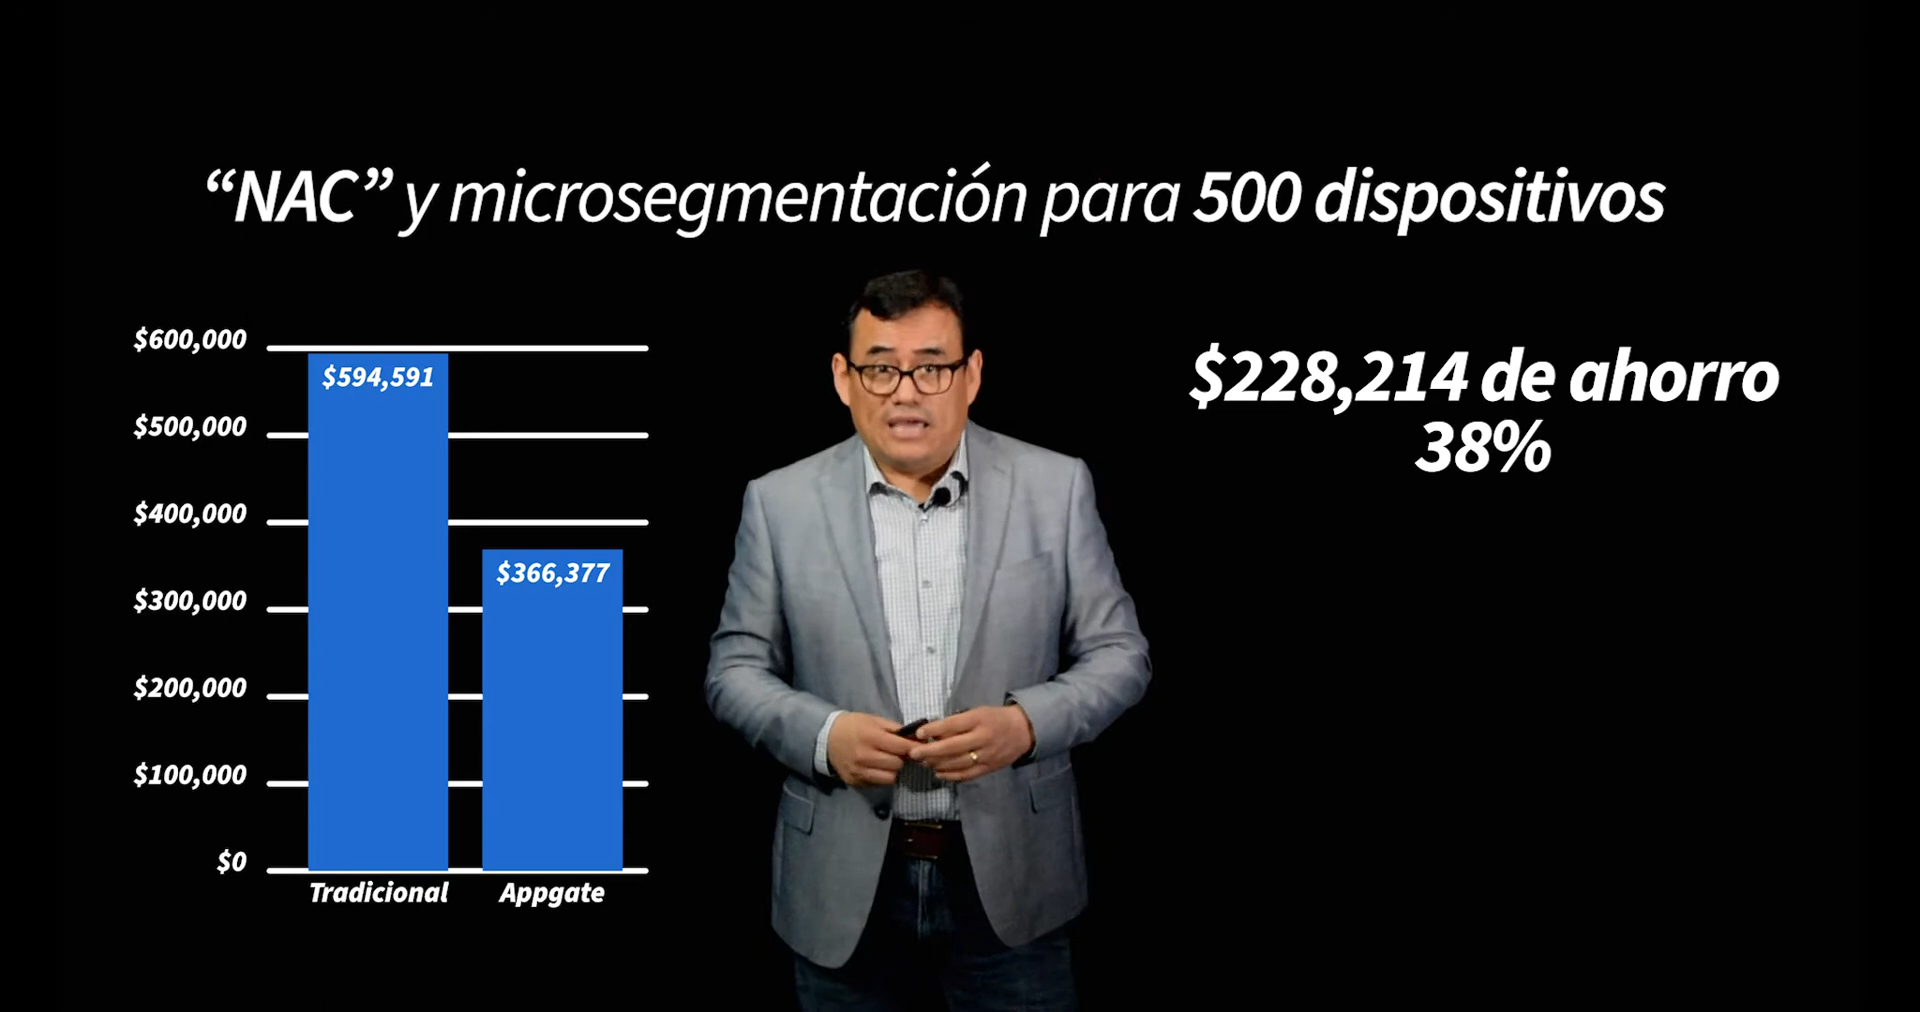 “NAC” y microsegmentación para 500 dispositivos
$600,000
$594,591
$500,000
$400,000
$366,377
$300,000
$200,000
$100,000
$0
Tradicional
Appgate
$228,214 de ahorro
38%